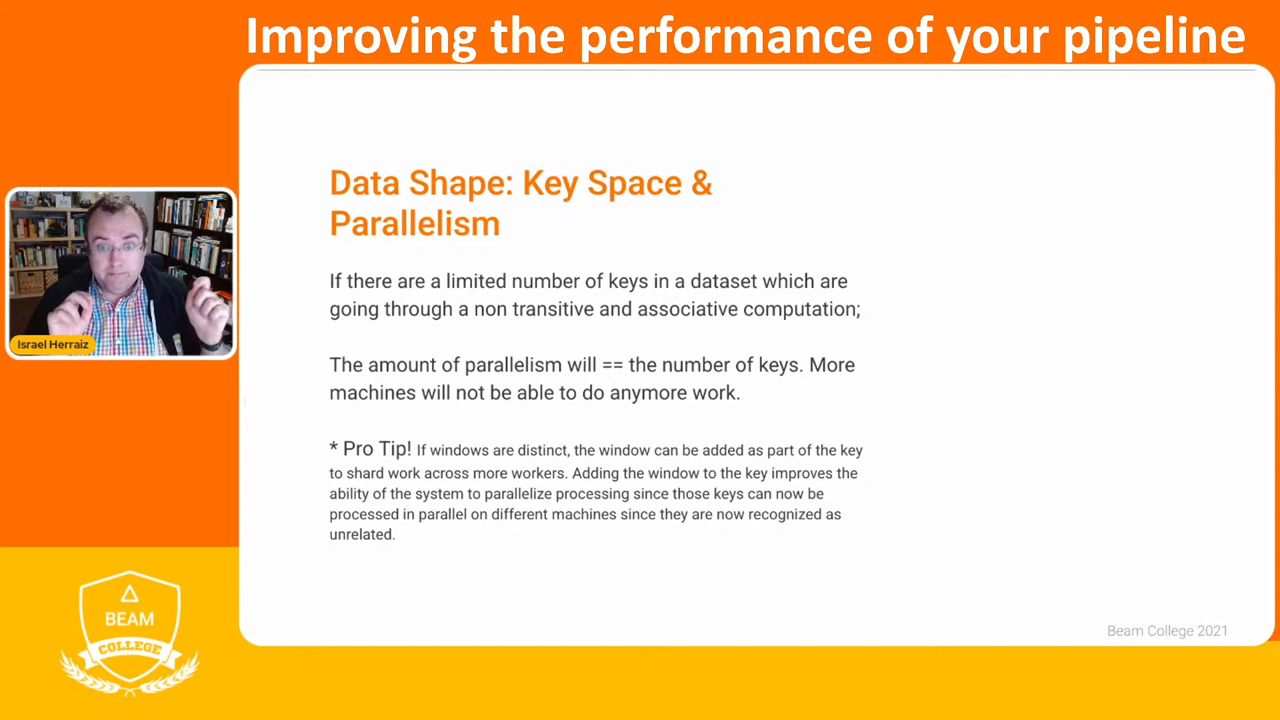 Improving the performance of your pipeline
Data Shape: Key Space &
Parallelism
If there are a limited number of keys in a dataset which are
going through a non transitive and associative computation;
The amount of parallelism will == the number of keys. More
machines will not be able to do anymore work.
* Pro Tip! If windows are distinct, the window can be added as part of the key
to shard work across more workers. Adding the window to the key improves the
ability of the system to parallelize processing since those keys can now be
processed in parallel on different machines since they are now recognized as
unrelated.
Israel Herraiz
BEAM
COLLEGE
Beam College 2021